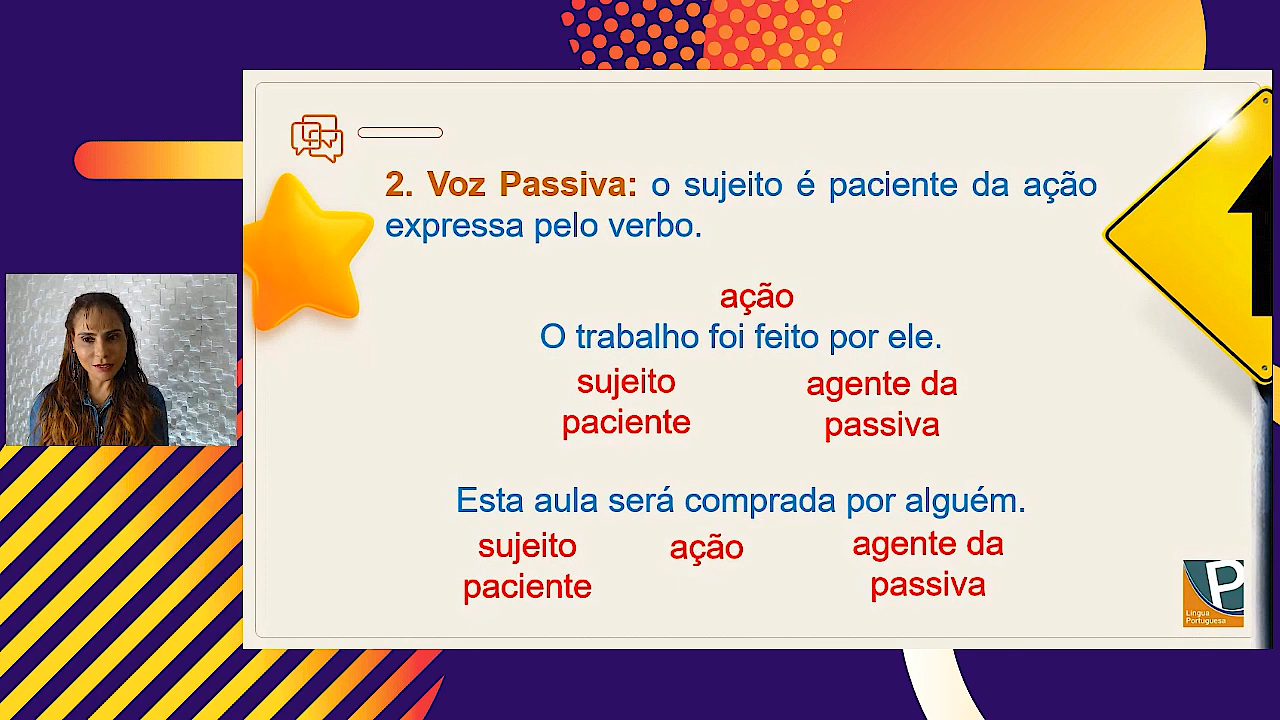 2. Voz Passiva: o sujeito é paciente da ação
expressa pelo verbo.
ação
O trabalho foi feito por ele.
sujeito agente da
paciente passiva
Esta aula será comprada por alguém.
sujeito ação agente da
paciente passiva
P
Língua
Portuguesa